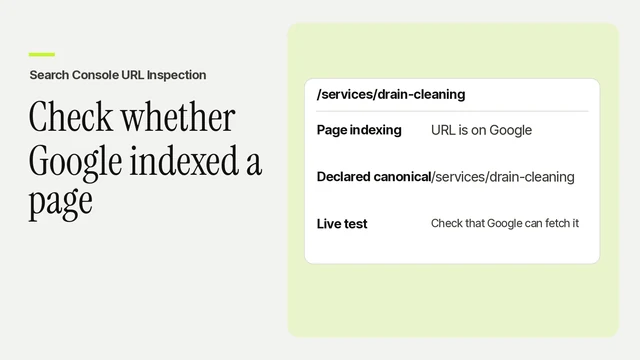 Search Console URL Inspection
Check whether
Google indexed a
page
/services/drain-cleaning
Page indexing URL is on Google
Declared canonical /services/drain-cleaning
Live test Check that Google can fetch it